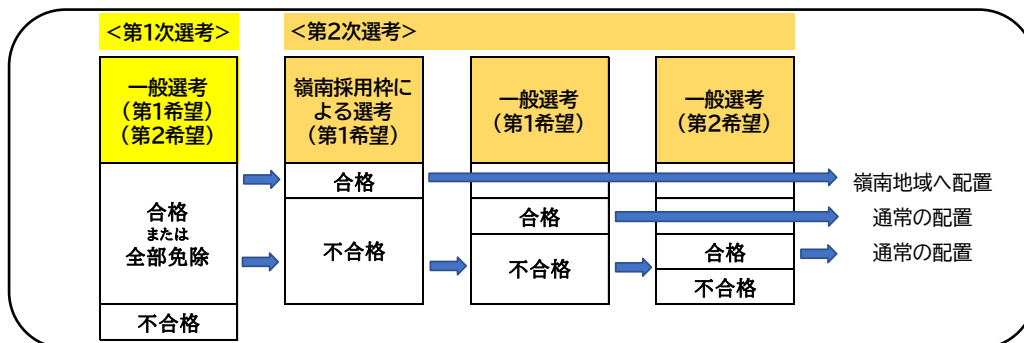 <第1次選考>
<第2次選考>
一般選考
(第1希望)
(第2希望)
嶺南採用枠に
よる選考
(第1希望)
一般選考
(第1希望)
一般選考
(第2希望)
合格
または
全部免除
不合格
合格
不合格
合格
不合格
合格
不合格
嶺南地域へ配置
通常の配置
通常の配置